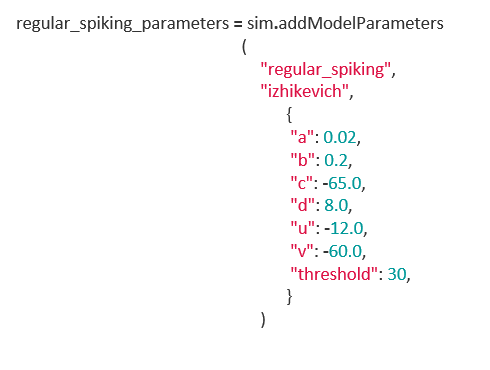 regular_spiking_parameters = sim.addModelParameters
(
"regular_spiking",
"izhikevich",
{
"a": 0.02,
"b": 0.2,
"c": -65.0,
"d": 8.0,
"u": -12.0,
"v": -60.0,
"threshold": 30,
}
)